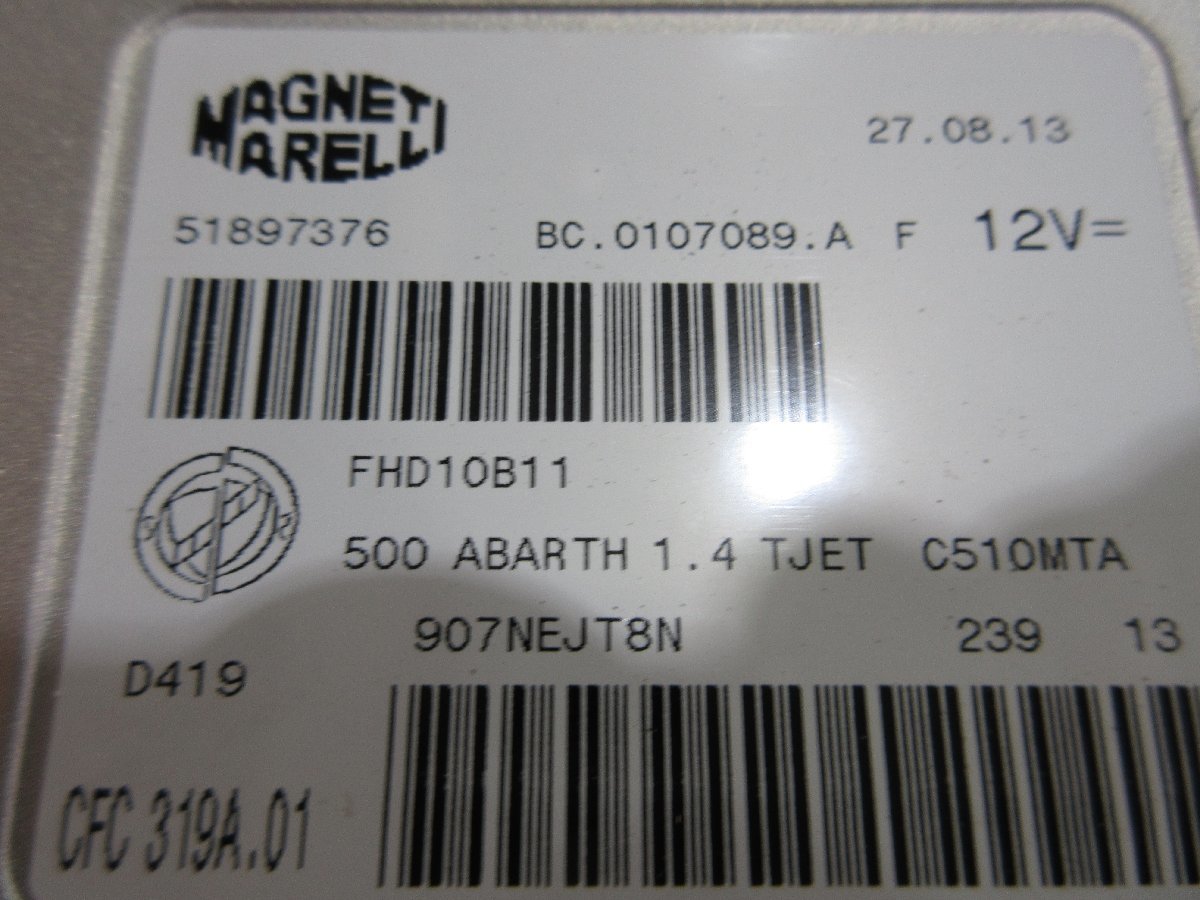 MAGNETI
MARELLI
27.08.13
51897376 BC.0107089.A F 12V=
FHD10B11
500 ABARTH 1.4 TJET C510MTA
907NEJT8N 239 13
D419
CFC 319A.01